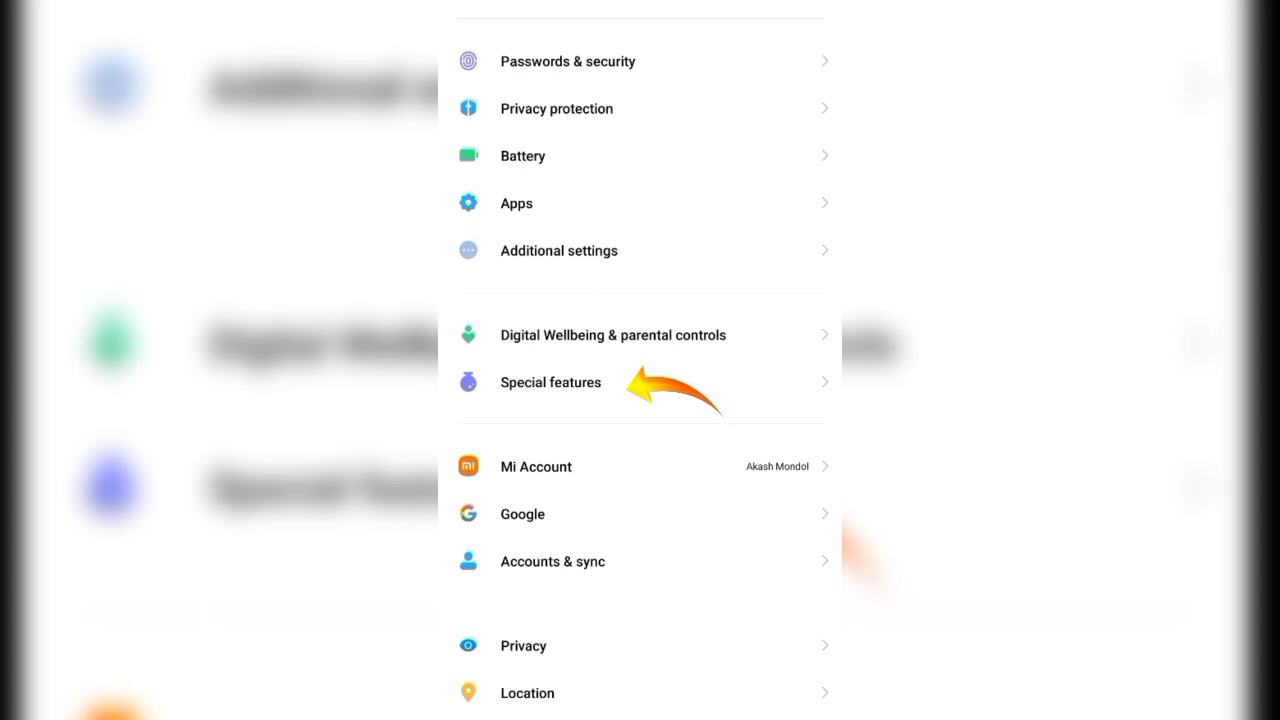 Passwords & security
Privacy protection
Battery
Apps
Additional settings
Digital Wellbeing & parental controls
Special features
Mi Account Akash Mondol
Google
Accounts & sync
Privacy
Location